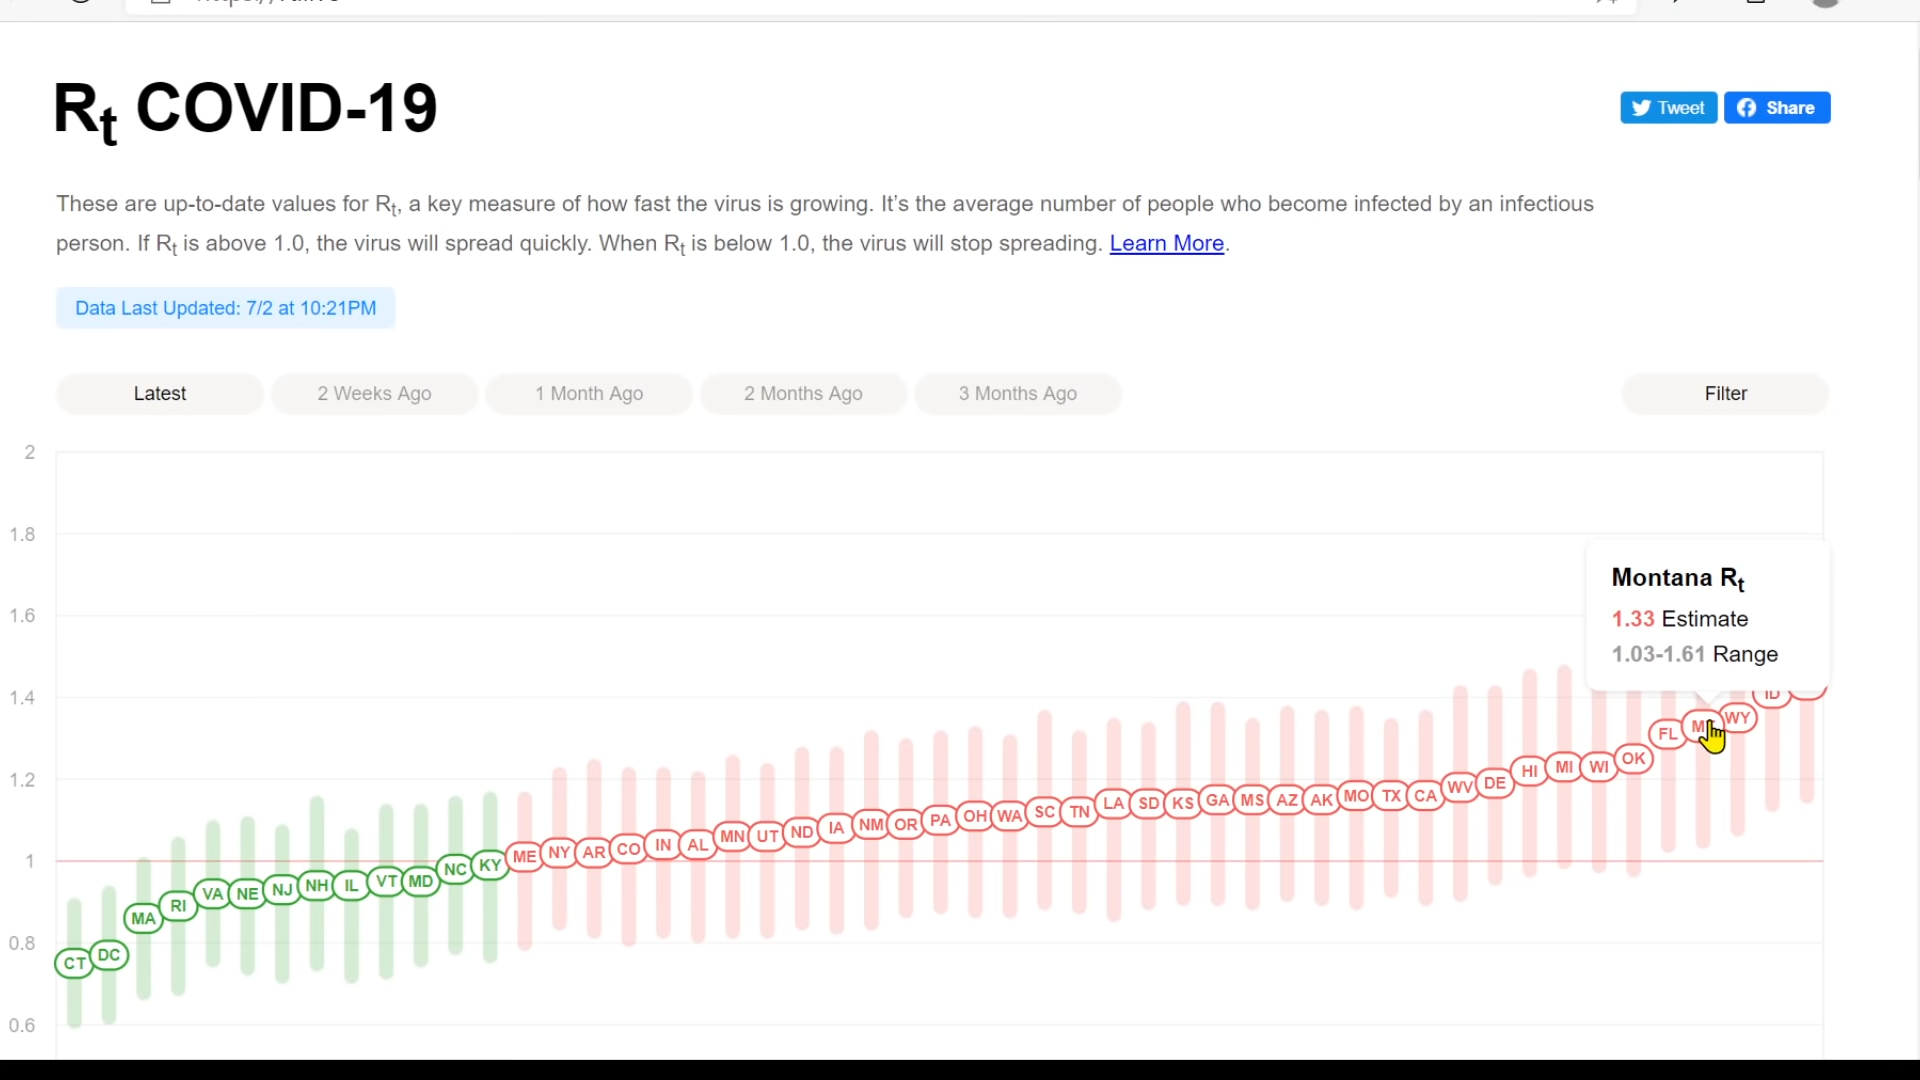 Rt COVID-19
Tweet
Share
These are up-to-date values for Rt, a key measure of how fast the virus is growing. It's the average number of people who become infected by an infectious
person. If Rt is above 1.0, the virus will spread quickly. When Rt is below 1.0, the virus will stop spreading. Learn More.
Data Last Updated: 7/2 at 10:21PM
Latest
2 Weeks Ago
1 Month Ago
2 Months Ago
3 Months Ago
Filter
2
1.8
1.6
1.4
1.2
1
0.8
0.6
Montana Rt
1.33 Estimate
1.03-1.61 Range
CT
DC
MA
RI
VA
NE
NJ
NH
IL
VT
MD
NC
KY
ME
NY
AR
CO
IN
AL
MN
UT
ND
IA
NM
OR
PA
OH
WA
SC
TN
LA
SD
KS
GA
MS
AZ
AK
MO
TX
CA
WV
DE
HI
MI
WI
OK
FL
WY
ID